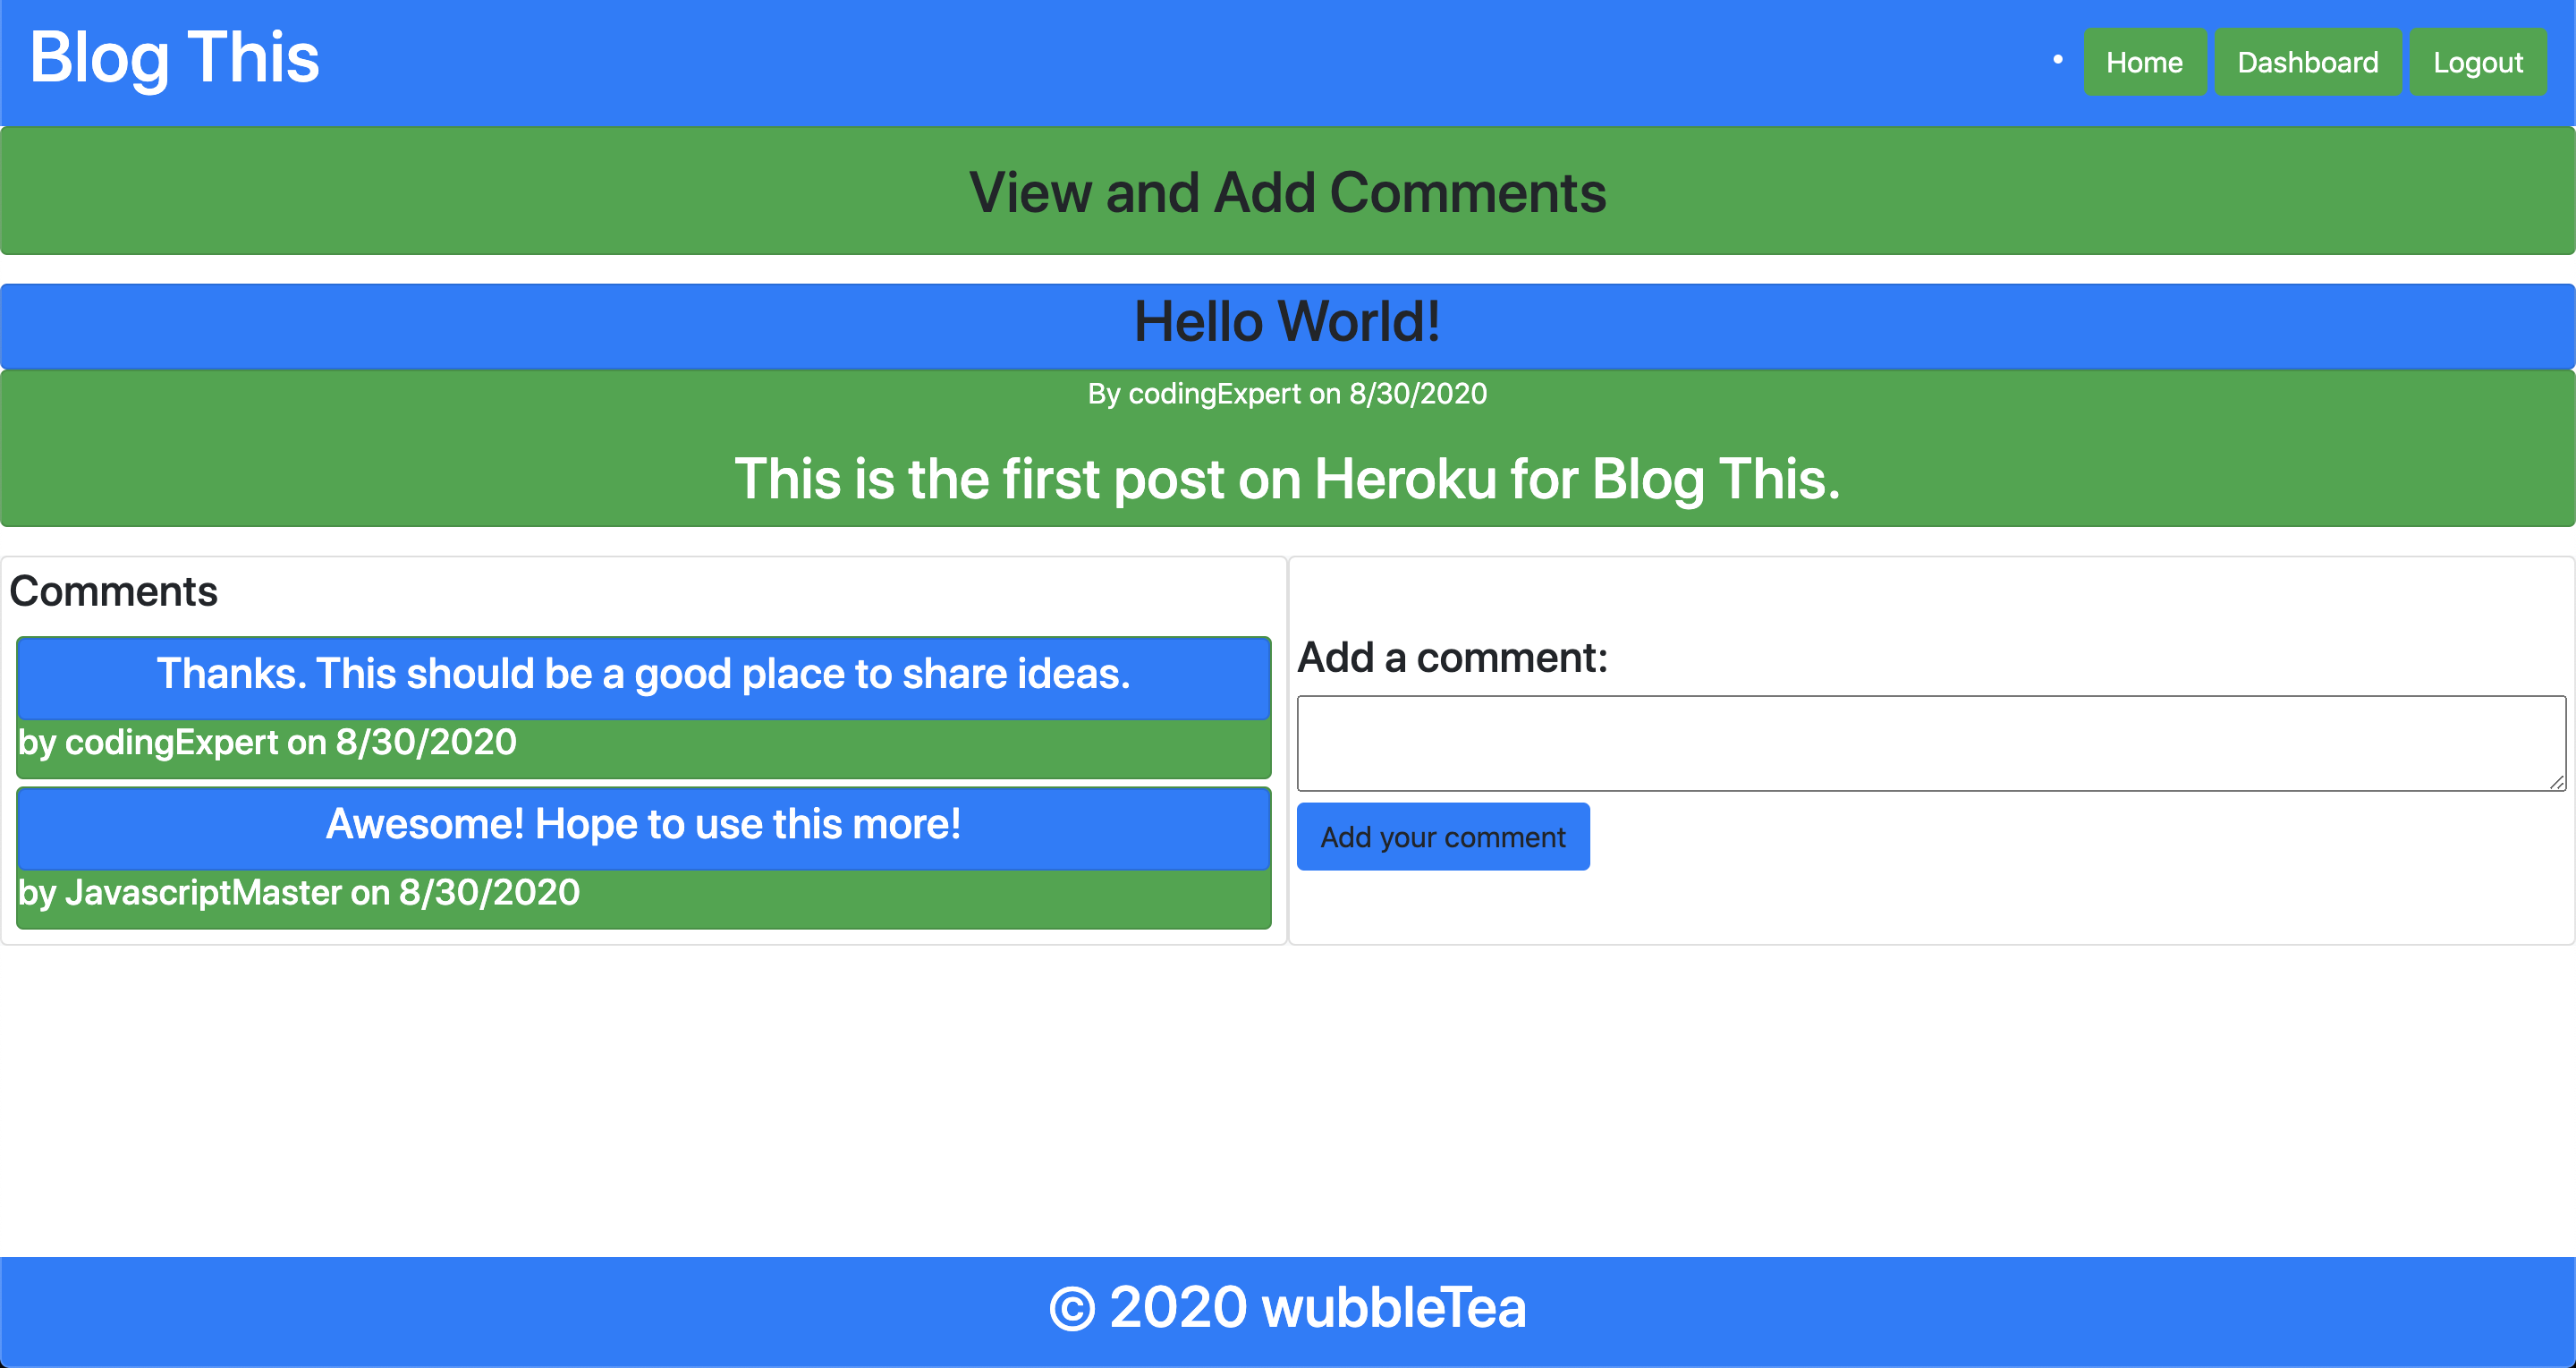 Blog This
Home Dashboard Logout
View and Add Comments
Hello World!
By codingExpert on 8/30/2020
This is the first post on Heroku for Blog This.
Comments
Thanks. This should be a good place to share ideas.
by codingExpert on 8/30/2020
Awesome! Hope to use this more!
by JavascriptMaster on 8/30/2020
Add a comment:
Add your comment
© 2020 wubbleTea